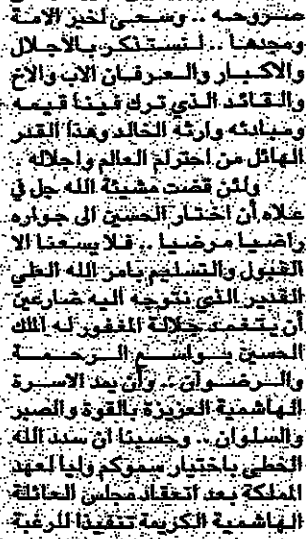 صروحه .. وسعى لخير الامة
ومجدها .. لنستذكر بالاجلال
والاكبار والعرفان الاب والاخ
والقائد الذي ترك فينا قيمه
ومبادئه وارثه الخالد وهذا القدر
الهائل من احترام العالم واجلاله .
ولئن قضت مشيئة الله جل في
علاه أن اختار الحسين الى جواره
راضيا مرضيا .. فلا يسعنا الا
القبول والتسليم بأمر الله العلي
القدير الذي نتوجه اليه ضارعين
أن يتغمد جلالة المغفور له الملك
الحسين بواسع الرحمة
والرضوان .. وأن يمد الاسرة
الهاشمية العزيزة بالقوة والصبر
والسلوان .. وحسبنا ان سدد الله
الخطى باختيار سموكم وليا لعهد
المملكة بعد انعقاد مجلس العائلة
الهاشمية الكريمة تنفيذا للرغبة